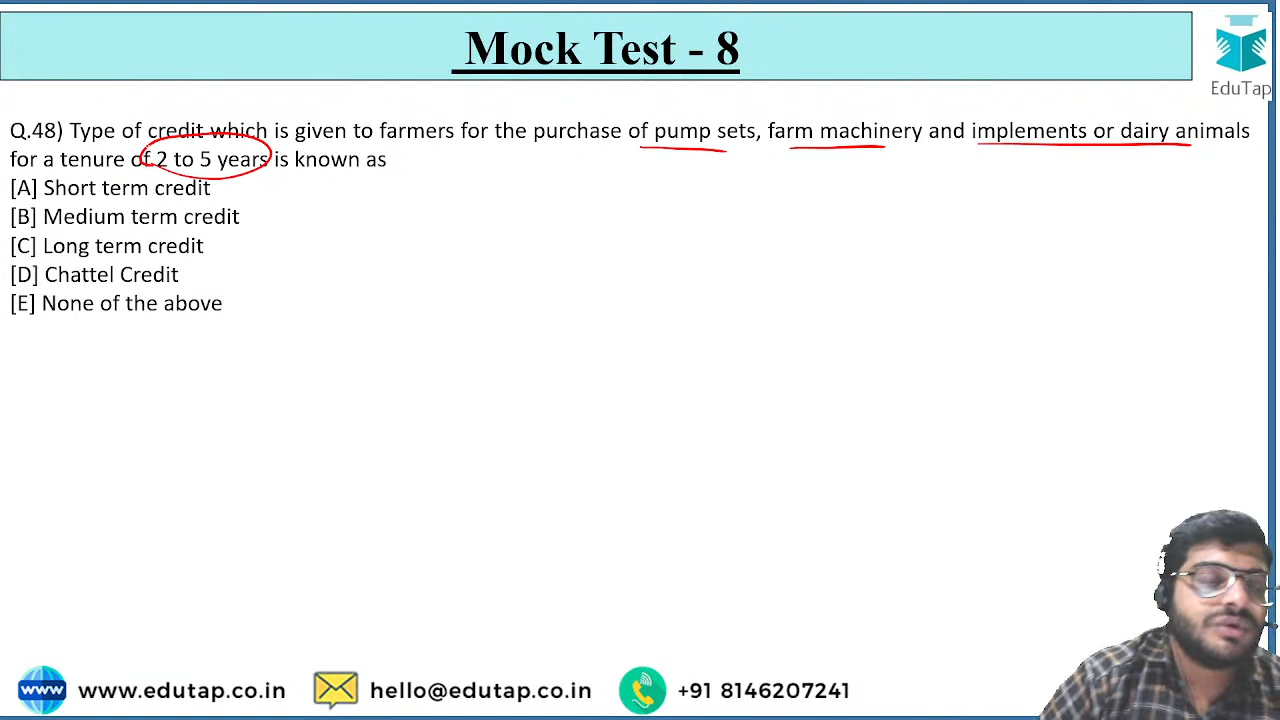 Mock Test - 8
EduTap
Q.48) Type of credit which is given to farmers for the purchase of pump sets, farm machinery and implements or dairy animals
for a tenure of 2 to 5 years is known as
[A] Short term credit
[B] Medium term credit
[C] Long term credit
[D] Chattel Credit
[E] None of the above
www www.edutap.co.in hello@edutap.co.in +91 8146207241